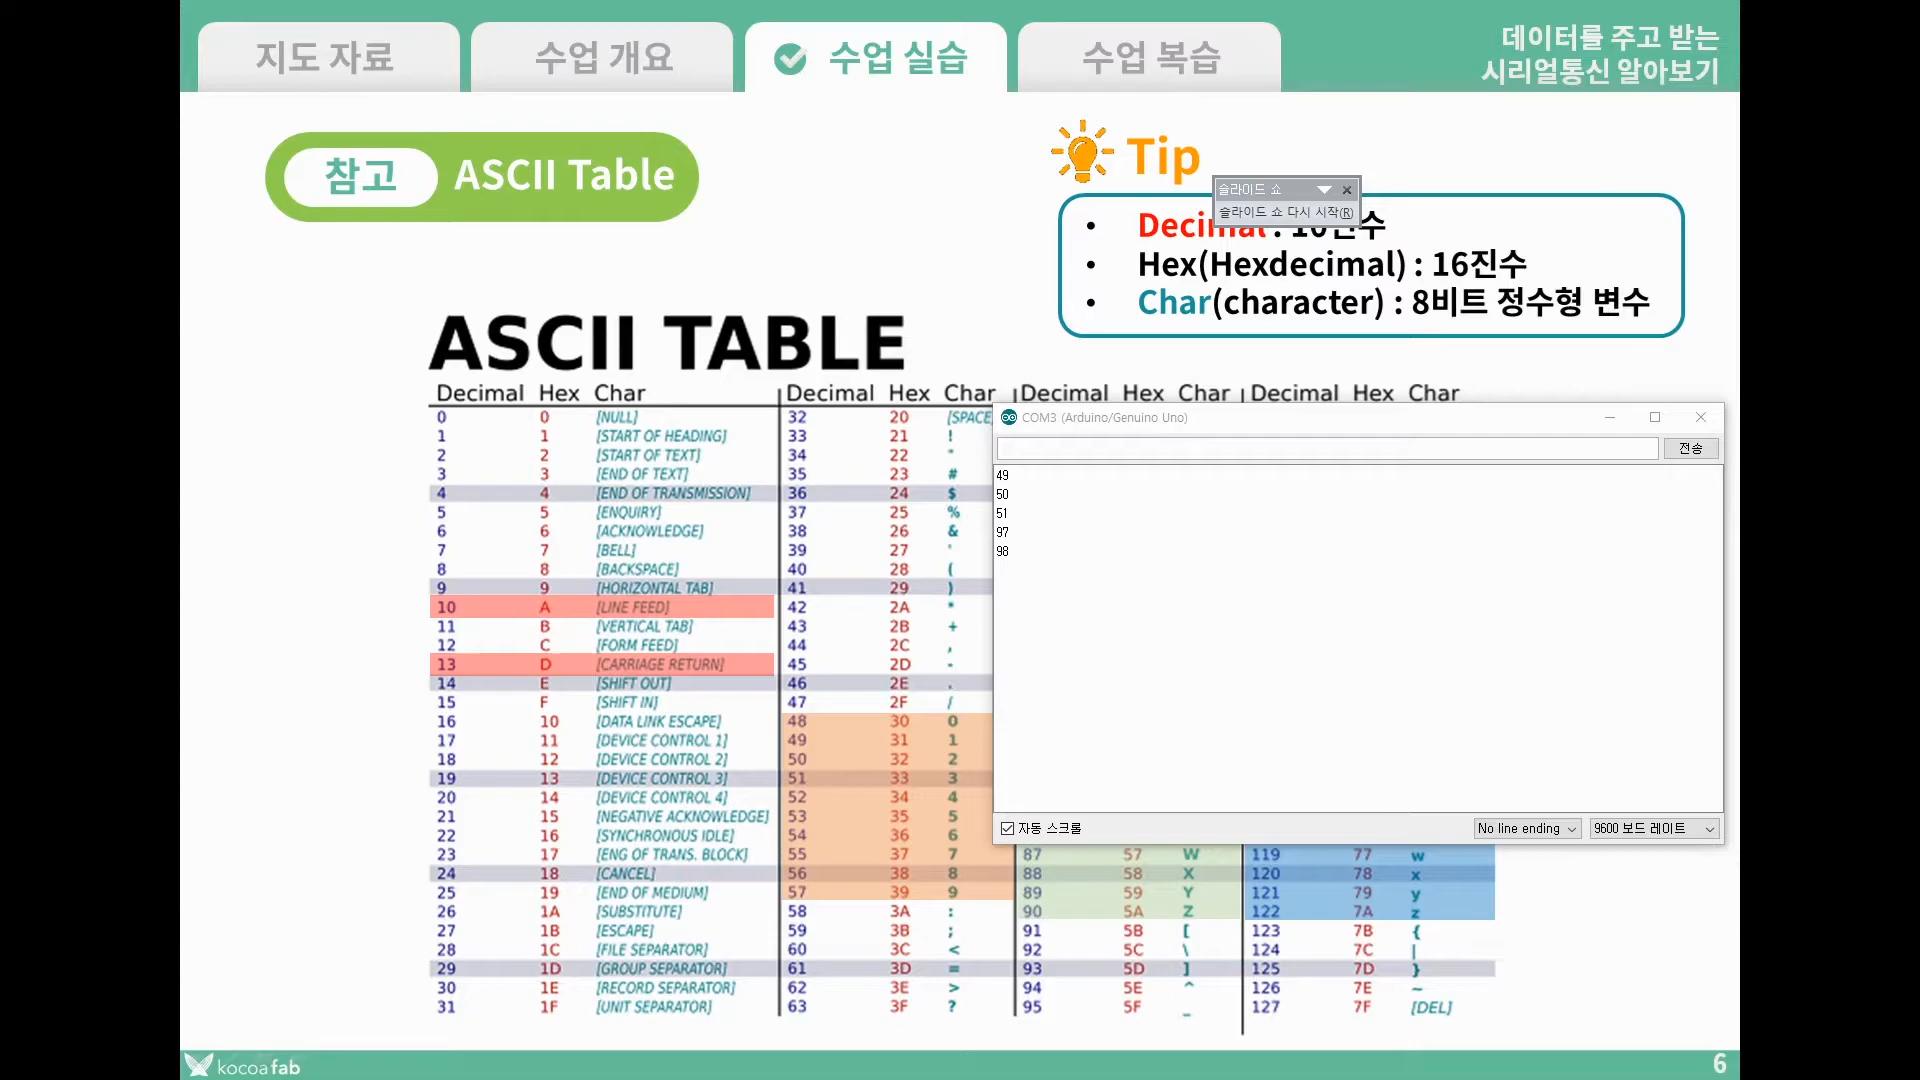 지도 자료
수업 개요
수업 실습
수업 복습
데이터를 주고 받는
시리얼통신 알아보기
참고 ASCII Table
Tip
슬라이드 쇼
슬라이드 쇼 다시 시작(R)
• Decimal : 10진수
• Hex(Hexdecimal) : 16진수
• Char(character) : 8비트 정수형 변수
ASCII TABLE
Decimal Hex Char Decimal Hex Char Decimal Hex Char Decimal Hex Char
0 0 [NULL] 32 20 [SPACE
1 1 [START OF HEADING] 33 21 !
2 2 [START OF TEXT] 34 22 "
3 3 [END OF TEXT] 35 23 #
4 4 [END OF TRANSMISSION] 36 24 $
5 5 [ENQUIRY] 37 25 %
6 6 [ACKNOWLEDGE] 38 26 &
7 7 [BELL] 39 27 '
8 8 [BACKSPACE] 40 28 (
9 9 [HORIZONTAL TAB] 41 29 )
10 A [LINE FEED] 42 2A *
11 B [VERTICAL TAB] 43 2B +
12 C [FORM FEED] 44 2C ,
13 D [CARRIAGE RETURN] 45 2D -
14 E [SHIFT OUT] 46 2E .
15 F [SHIFT IN] 47 2F /
16 10 [DATA LINK ESCAPE] 48 30 0
17 11 [DEVICE CONTROL 1] 49 31 1
18 12 [DEVICE CONTROL 2] 50 32 2
19 13 [DEVICE CONTROL 3] 51 33 3
20 14 [DEVICE CONTROL 4] 52 34 4
21 15 [NEGATIVE ACKNOWLEDGE] 53 35 5
22 16 [SYNCHRONOUS IDLE] 54 36 6
23 17 [ENG OF TRANS. BLOCK] 55 37 7 87 57 W 119 77 w
24 18 [CANCEL] 56 38 8 88 58 X 120 78 x
25 19 [END OF MEDIUM] 57 39 9 89 59 Y 121 79 y
26 1A [SUBSTITUTE] 58 3A : 90 5A Z 122 7A z
27 1B [ESCAPE] 59 3B ; 91 5B [ 123 7B {
28 1C [FILE SEPARATOR] 60 3C < 92 5C \ 124 7C |
29 1D [GROUP SEPARATOR] 61 3D = 93 5D ] 125 7D }
30 1E [RECORD SEPARATOR] 62 3E > 94 5E ^ 126 7E ~
31 1F [UNIT SEPARATOR] 63 3F ? 95 5F _ 127 7F [DEL]
COM3 (Arduino/Genuino Uno)
전송
49
50
51
97
98
자동 스크롤
No line ending
9600 보드 레이트
kocoafab
6